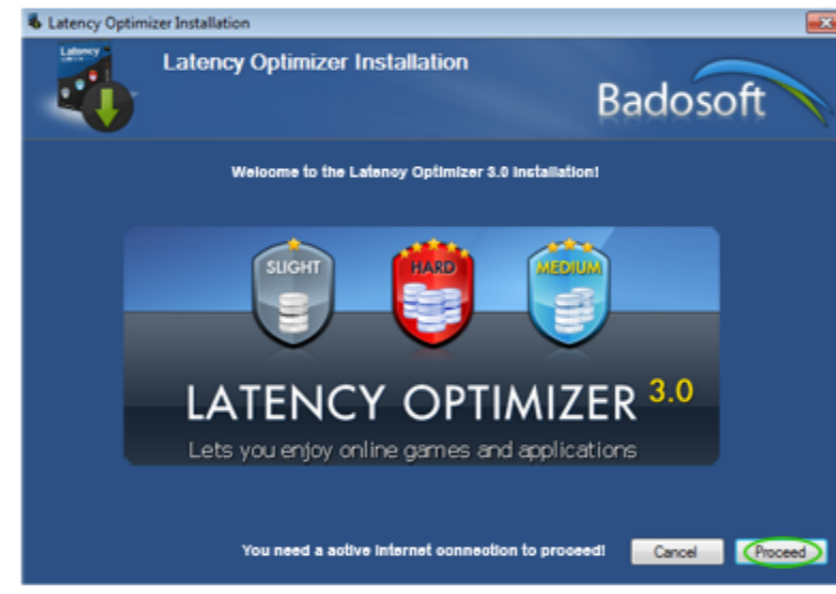 Latency Optimizer Installation
Latency
Latency Optimizer Installation
Badosoft
Welcome to the Latency Optimizer 3.0 Installation!
SLIGHT
HARD
MEDIUM
LATENCY OPTIMIZER 3.0
Lets you enjoy online games and applications
You need a active internet connection to proceed!
Cancel
Proceed